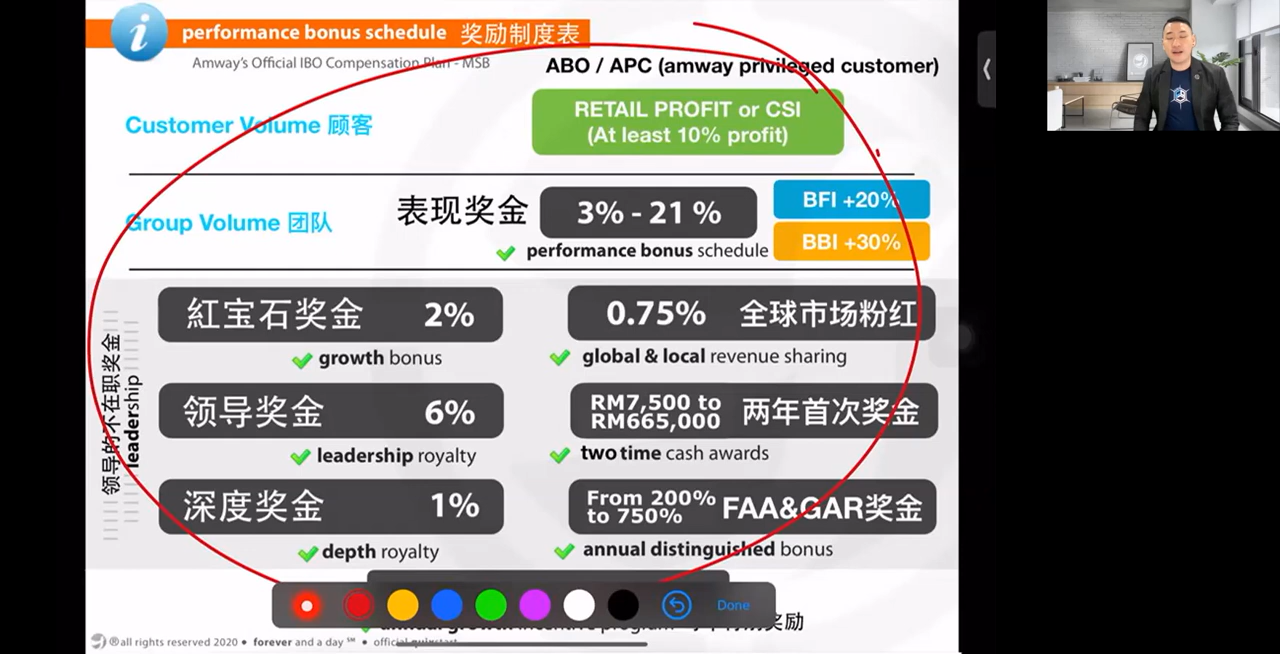 performance bonus schedule 奖励制度表
Amway's Official IBO Compensation Plan - MSB
ABO / APC (amway privileged customer)
Customer Volume 顾客
RETAIL PROFIT or CSI
(At least 10% profit)
Group Volume 团队
表现奖金
3% - 21 %
BFI +20%
BBI +30%
performance bonus schedule
领导的不在职奖金
leadership
紅宝石奖金 2%
growth bonus
0.75% 全球市场粉红
global & local revenue sharing
领导奖金 6%
leadership royalty
RM7,500 to
RM665,000
两年首次奖金
two time cash awards
深度奖金 1%
depth royalty
From 200%
to 750%
FAA&GAR奖金
annual distinguished bonus
Done
®all rights reserved 2020 • forever and a day ℠ • official